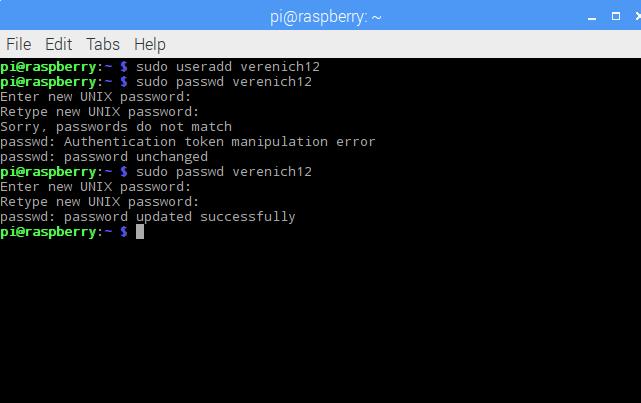 pi@raspberry: ~
File Edit Tabs Help
pi@raspberry:~ $ sudo useradd verenich12
pi@raspberry:~ $ sudo passwd verenich12
Enter new UNIX password:
Retype new UNIX password:
Sorry, passwords do not match
passwd: Authentication token manipulation error
passwd: password unchanged
pi@raspberry:~ $ sudo passwd verenich12
Enter new UNIX password:
Retype new UNIX password:
passwd: password updated successfully
pi@raspberry:~ $